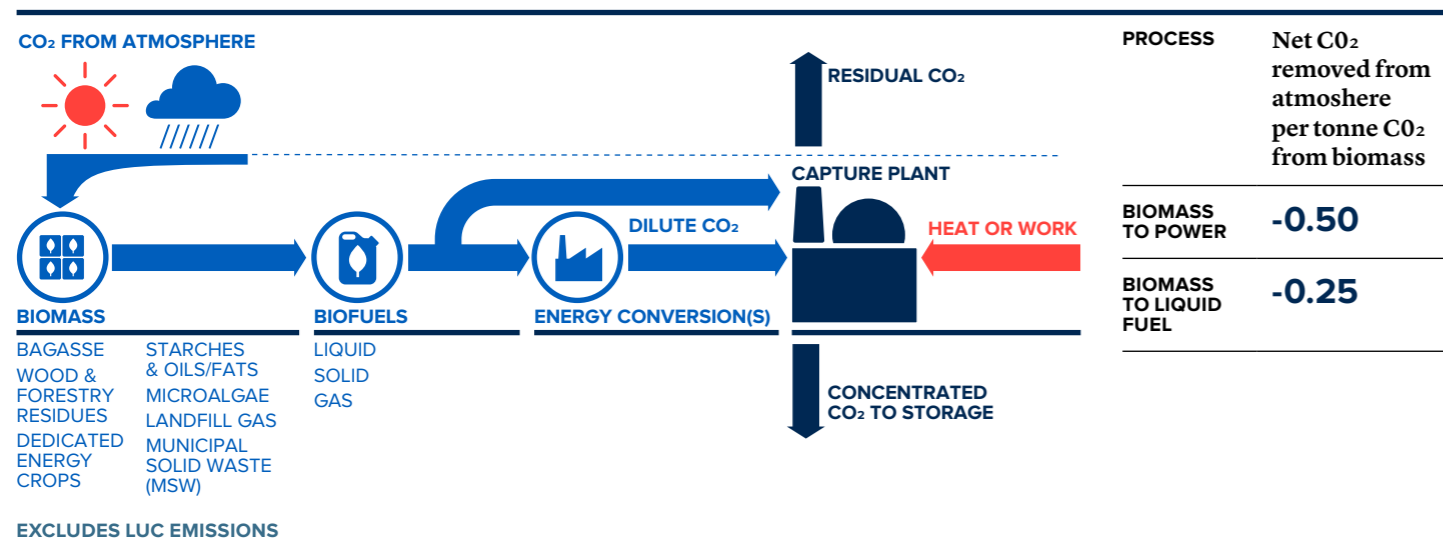 CO₂ FROM ATMOSPHERE
RESIDUAL CO₂
CAPTURE PLANT
DILUTE CO₂
HEAT OR WORK
BIOMASS
BIOFUELS
ENERGY CONVERSION(S)
BAGASSE
WOOD &
FORESTRY
RESIDUES
DEDICATED
ENERGY
CROPS
STARCHES
& OILS/FATS
MICROALGAE
LANDFILL GAS
MUNICIPAL
SOLID WASTE
(MSW)
LIQUID
SOLID
GAS
CONCENTRATED
CO₂ TO STORAGE
EXCLUDES LUC EMISSIONS
PROCESS
Net C0₂
removed from
atmoshere
per tonne C0₂
from biomass
BIOMASS
TO POWER
-0.50
BIOMASS
TO LIQUID
FUEL
-0.25